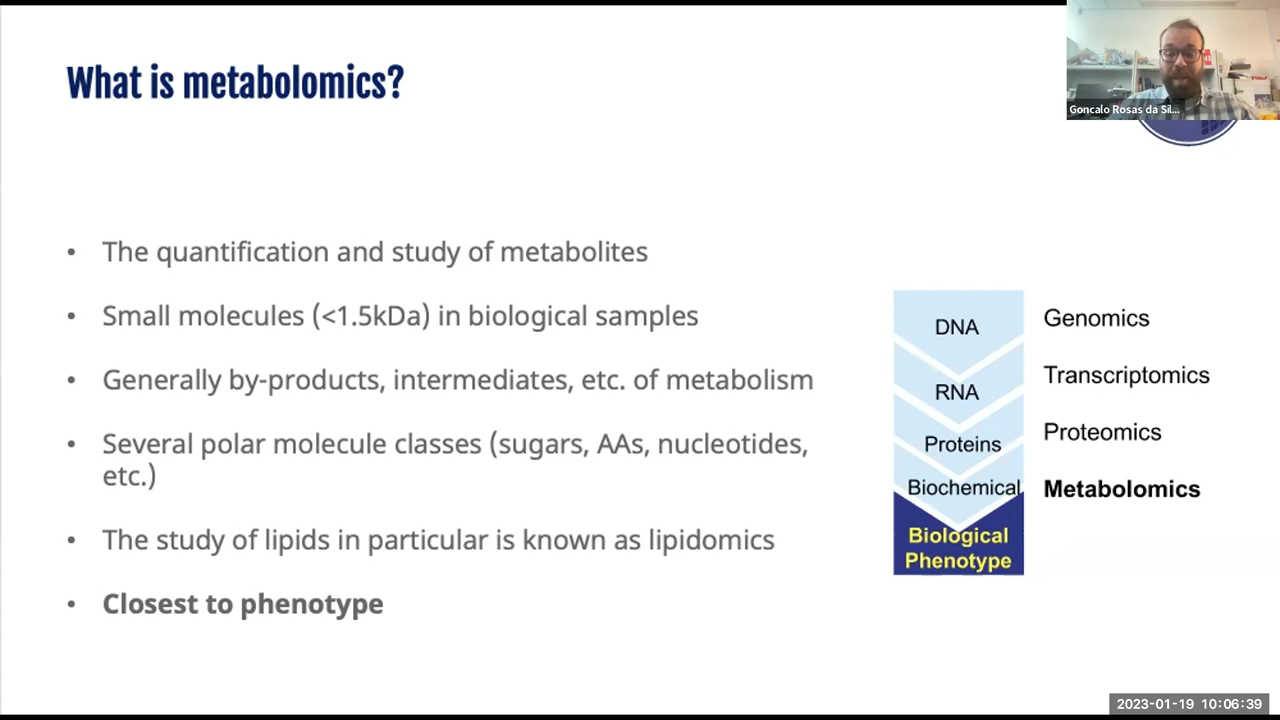 What is metabolomics?
Goncalo Rosas da Sil...
• The quantification and study of metabolites
• Small molecules (<1.5kDa) in biological samples
• Generally by-products, intermediates, etc. of metabolism
• Several polar molecule classes (sugars, AAs, nucleotides,
etc.)
• The study of lipids in particular is known as lipidomics
• Closest to phenotype
DNA
RNA
Proteins
Biochemical
Biological
Phenotype
Genomics
Transcriptomics
Proteomics
Metabolomics
2023-01-19 10:06:39